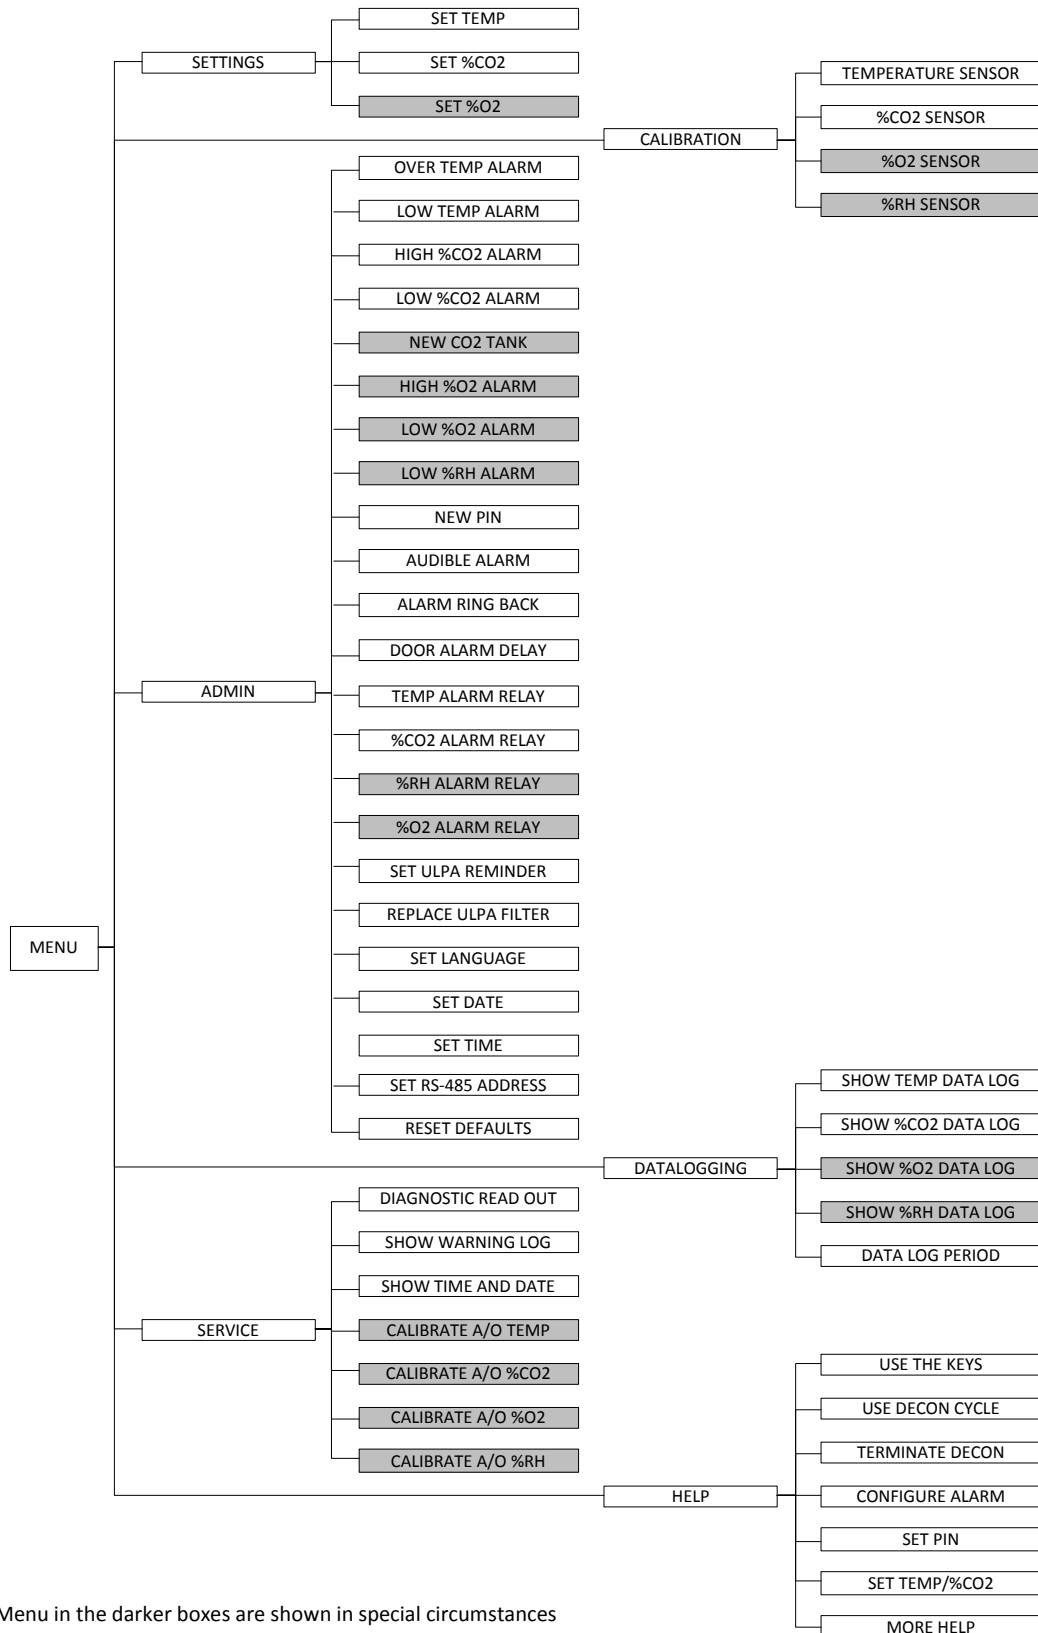 MENU
SETTINGS
SET TEMP
SET %CO2
SET %O2
CALIBRATION
TEMPERATURE SENSOR
%CO2 SENSOR
%O2 SENSOR
%RH SENSOR
ADMIN
OVER TEMP ALARM
LOW TEMP ALARM
HIGH %CO2 ALARM
LOW %CO2 ALARM
NEW CO2 TANK
HIGH %O2 ALARM
LOW %O2 ALARM
LOW %RH ALARM
NEW PIN
AUDIBLE ALARM
ALARM RING BACK
DOOR ALARM DELAY
TEMP ALARM RELAY
%CO2 ALARM RELAY
%RH ALARM RELAY
%O2 ALARM RELAY
SET ULPA REMINDER
REPLACE ULPA FILTER
SET LANGUAGE
SET DATE
SET TIME
SET RS-485 ADDRESS
RESET DEFAULTS
DATALOGGING
SHOW TEMP DATA LOG
SHOW %CO2 DATA LOG
SHOW %O2 DATA LOG
SHOW %RH DATA LOG
DATA LOG PERIOD
SERVICE
DIAGNOSTIC READ OUT
SHOW WARNING LOG
SHOW TIME AND DATE
CALIBRATE A/O TEMP
CALIBRATE A/O %CO2
CALIBRATE A/O %O2
CALIBRATE A/O %RH
HELP
USE THE KEYS
USE DECON CYCLE
TERMINATE DECON
CONFIGURE ALARM
SET PIN
SET TEMP/%CO2
MORE HELP
Menu in the darker boxes are shown in special circumstances